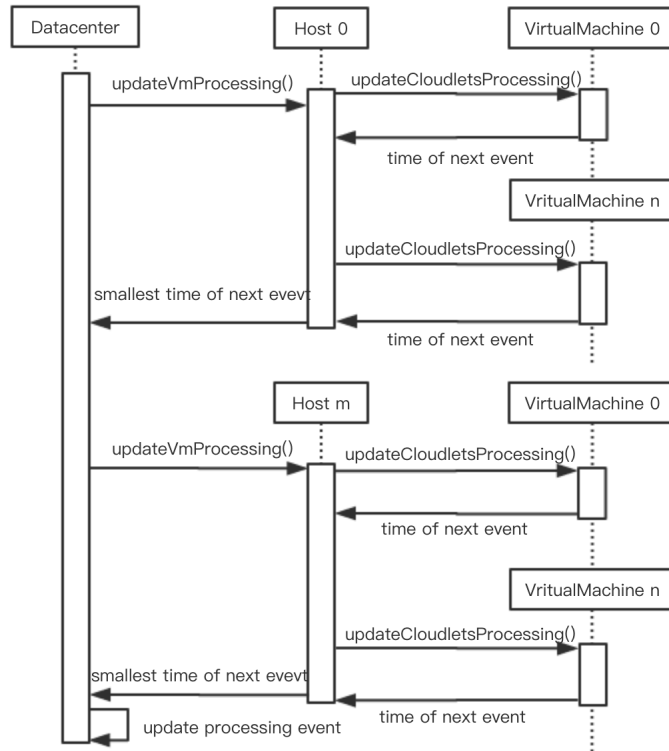 Datacenter
Host 0
VirtualMachine 0
updateVmProcessing()
updateCloudletsProcessing()
time of next event
VritualMachine n
updateCloudletsProcessing()
smallest time of next evevt
time of next event
Host m
VirtualMachine 0
updateVmProcessing()
updateCloudletsProcessing()
time of next event
VritualMachine n
updateCloudletsProcessing()
smallest time of next evevt
time of next event
update processing event